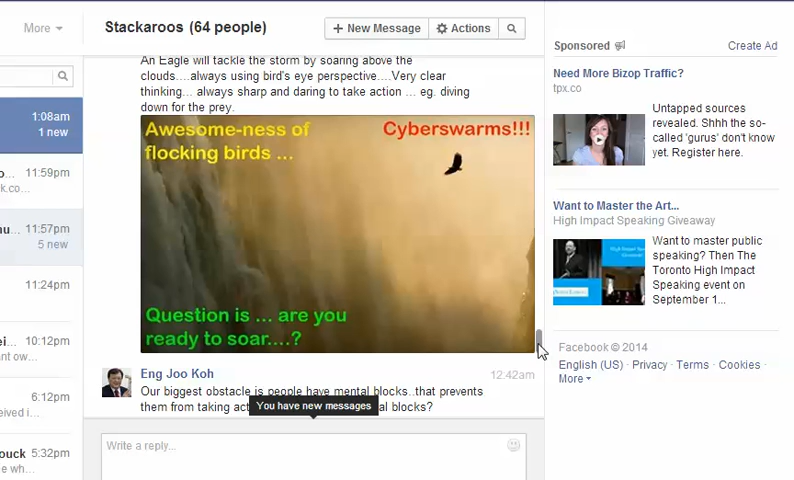 More
Stackaroos (64 people)
New Message
Actions
1:08am
1 new
11:59pm
k.co...
11:57pm
5 new
11:24pm
10:12pm
6:12pm
5:32pm
An Eagle will tackle the storm by soaring above the
clouds....always using bird's eye perspective....Very clear
thinking... always sharp and daring to take action ... eg. diving
down for the prey.
Awesome-ness of
flocking birds ...
Cyberswarms!!!
Question is ... are you
ready to soar....?
Eng Joo Koh
12:42am
Our biggest obstacle is people have mental blocks..that prevents
them from taking
al blocks?
You have new messages
Write a reply...
Sponsored
Create Ad
Need More Bizop Traffic?
tpx.co
Untapped sources
revealed. Shhh the so-
called 'gurus' don't know
yet. Register here.
Want to Master the Art...
High Impact Speaking Giveaway
Want to master public
speaking? Then The
Toronto High Impact
Speaking event on
September 1...
Facebook © 2014
English (US) · Privacy · Terms · Cookies ·
More